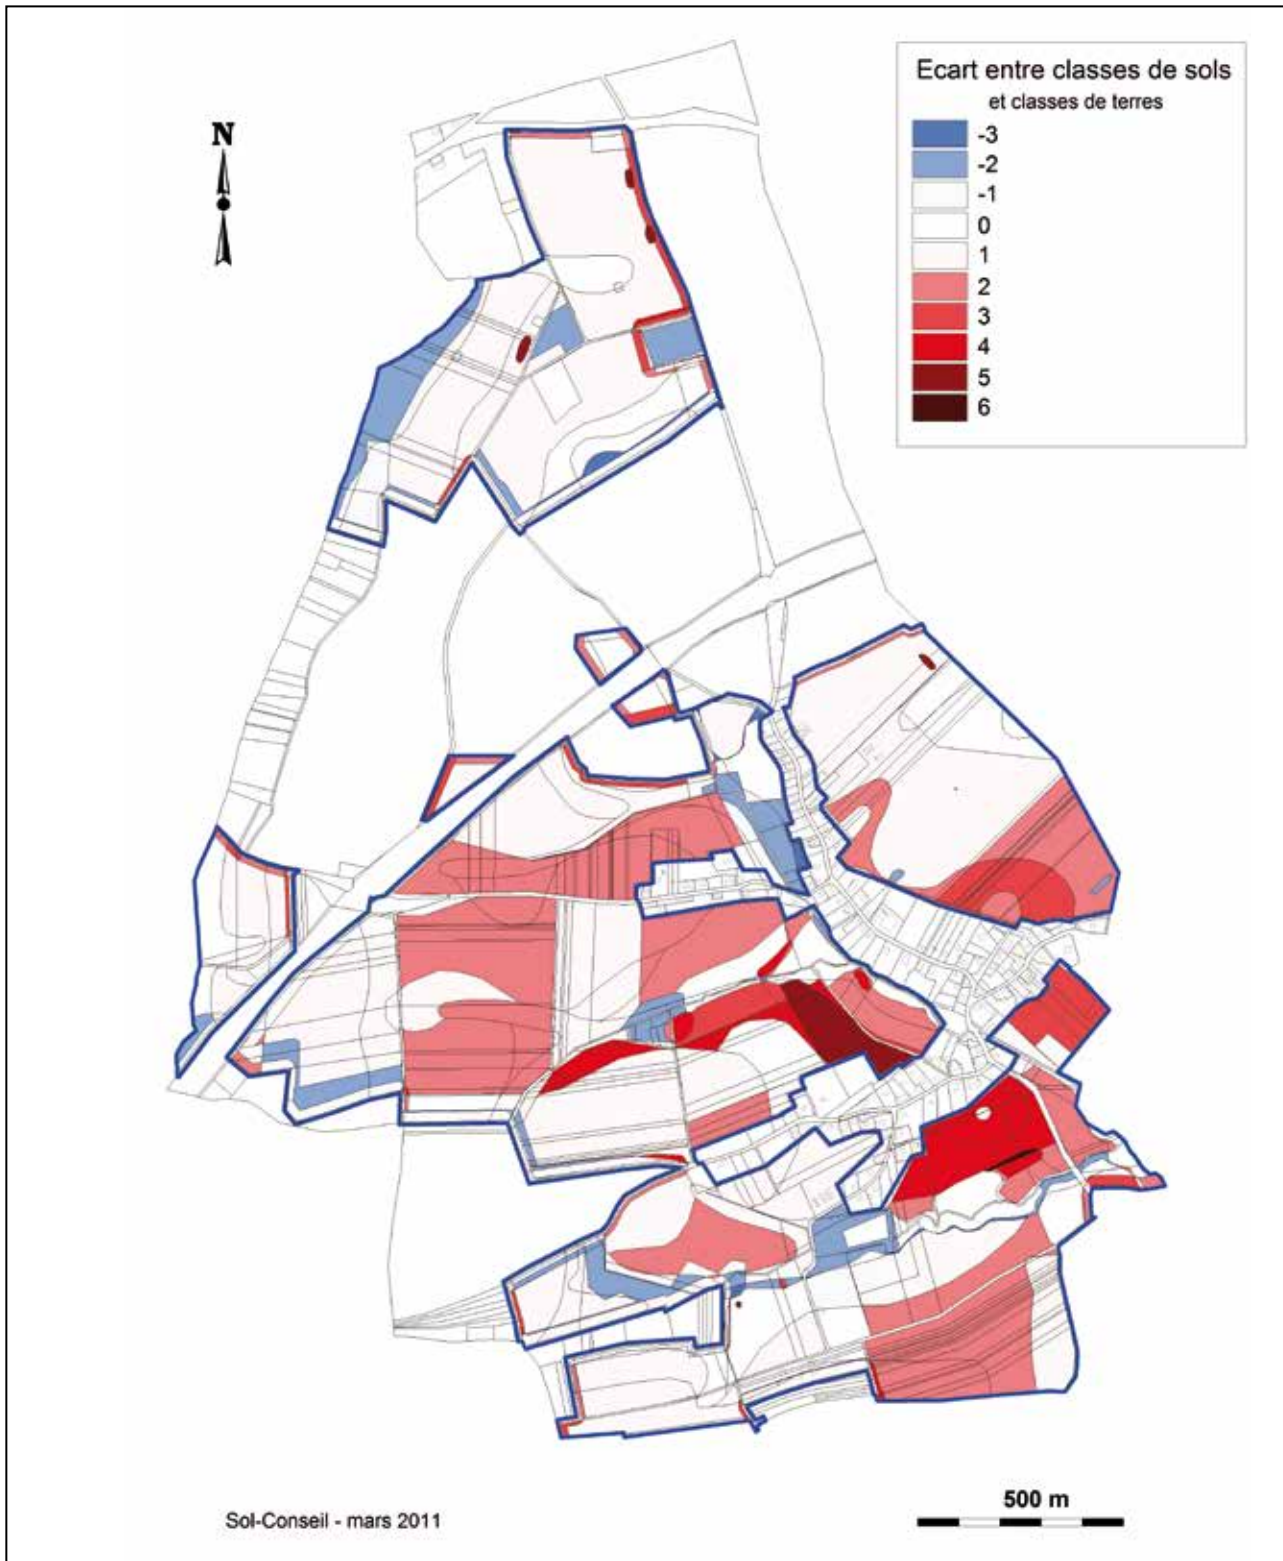 Ecart entre classes de sols
et classes de terres
N
-3
-2
-1
0
1
2
3
4
5
6
500 m
Sol-Conseil - mars 2011